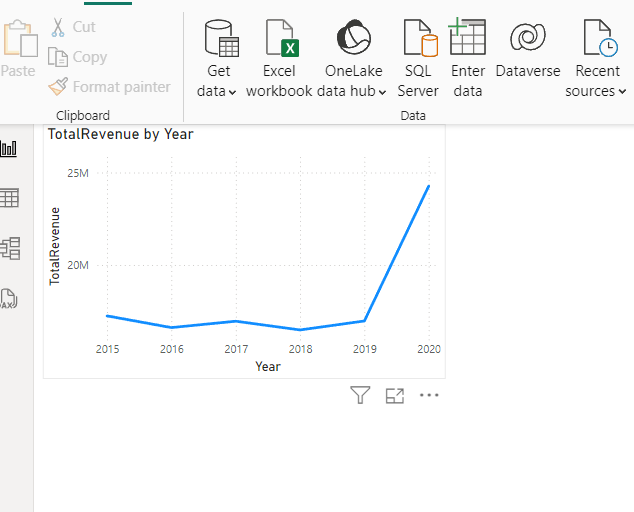 Paste
Cut
Copy
Format painter
Clipboard
Get
data
Excel
workbook
OneLake
data hub
SQL
Server
Enter
data
Dataverse
Recent
sources
Data
TotalRevenue by Year
25M
20M
TotalRevenue
2015 2016 2017 2018 2019 2020
Year
DAX